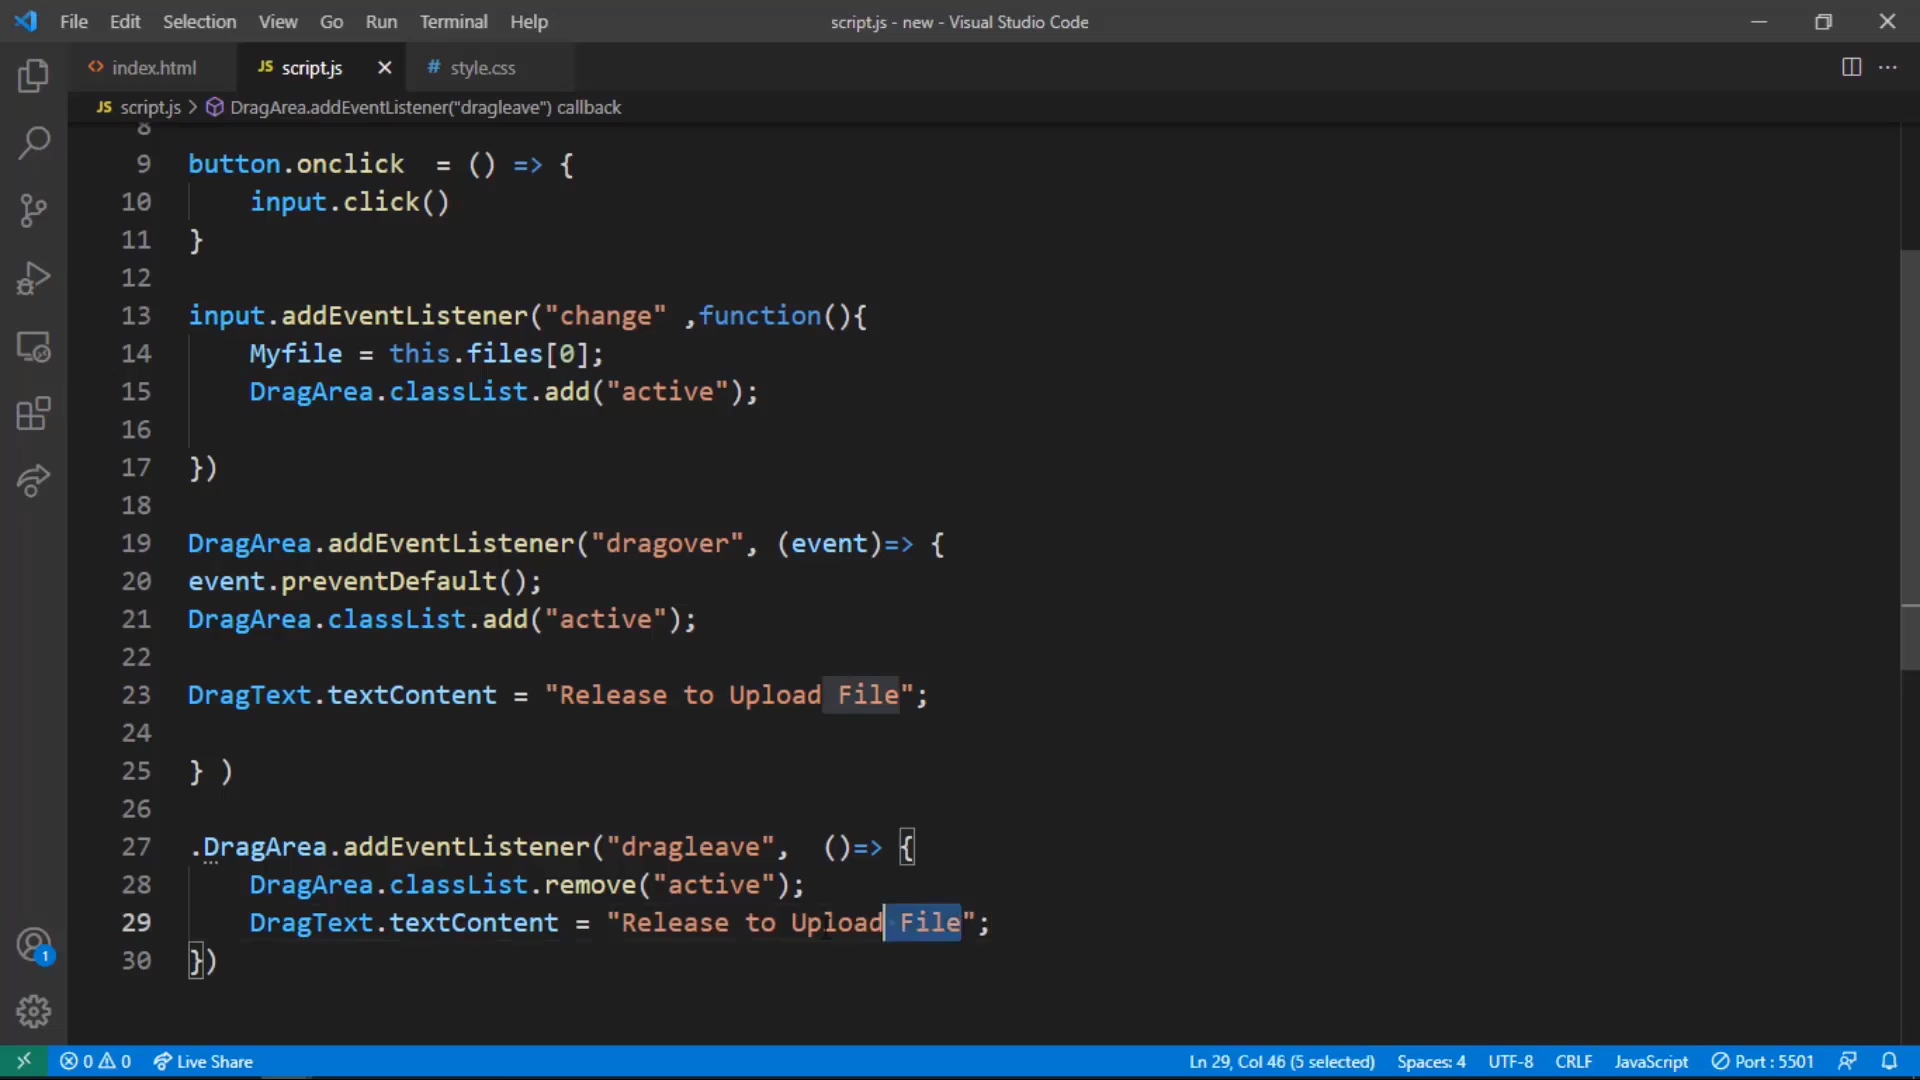 File Edit Selection View Go Run Terminal Help script.js - new - Visual Studio Code
<> index.html JS script.js # style.css
JS script.js > DragArea.addEventListener("dragleave") callback
8
9 button.onclick  = () => {
10     input.click()
11 }
12
13 input.addEventListener("change" ,function(){
14     Myfile = this.files[0];
15     DragArea.classList.add("active");
16
17 })
18
19 DragArea.addEventListener("dragover", (event)=> {
20 event.preventDefault();
21 DragArea.classList.add("active");
22
23 DragText.textContent = "Release to Upload File";
24
25 } )
26
27 .DragArea.addEventListener("dragleave",  ()=> {
28     DragArea.classList.remove("active");
29     DragText.textContent = "Release to Upload File";
30 })
1
0 0 Live Share Ln 29, Col 46 (5 selected) Spaces: 4 UTF-8 CRLF JavaScript Port : 5501